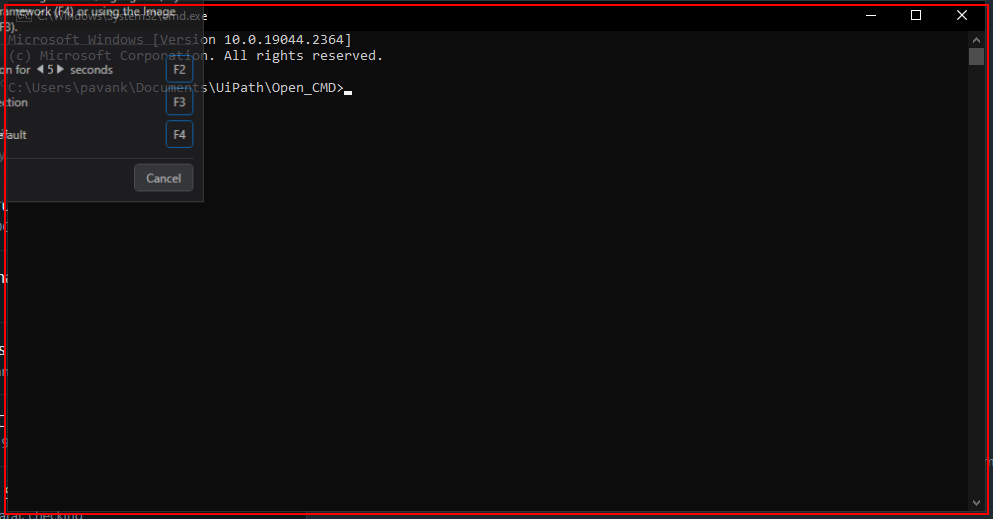 ramework (F4) or using the Image
F3).
C:\Windows\System32\cmd.exe
Microsoft Windows [Version 10.0.19044.2364]
(c) Microsoft Corporation. All rights reserved.
on for 5 seconds F2
C:\Users\pavank\Documents\UiPath\Open_CMD>
ection F3
efault F4
Cancel